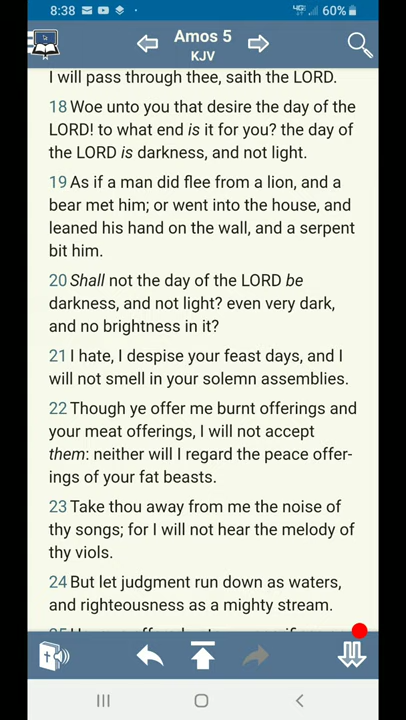 8:38
60%
Amos 5
KJV
I will pass through thee, saith the LORD.
18 Woe unto you that desire the day of the
LORD! to what end is it for you? the day of
the LORD is darkness, and not light.
19 As if a man did flee from a lion, and a
bear met him; or went into the house, and
leaned his hand on the wall, and a serpent
bit him.
20 Shall not the day of the LORD be
darkness, and not light? even very dark,
and no brightness in it?
21 I hate, I despise your feast days, and I
will not smell in your solemn assemblies.
22 Though ye offer me burnt offerings and
your meat offerings, I will not accept
them: neither will I regard the peace offer-
ings of your fat beasts.
23 Take thou away from me the noise of
thy songs; for I will not hear the melody of
thy viols.
24 But let judgment run down as waters,
and righteousness as a mighty stream.